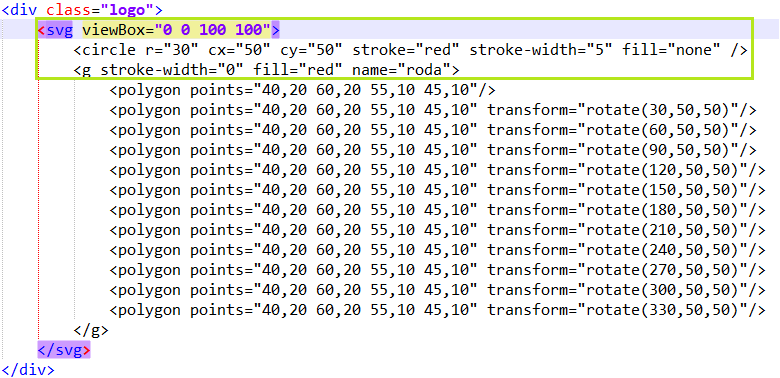 <div class="logo">
<svg viewBox="0 0 100 100">
<circle r="30" cx="50" cy="50" stroke="red" stroke-width="5" fill="none" />
<g stroke-width="0" fill="red" name="roda">
<polygon points="40,20 60,20 55,10 45,10"/>
<polygon points="40,20 60,20 55,10 45,10" transform="rotate(30,50,50)"/>
<polygon points="40,20 60,20 55,10 45,10" transform="rotate(60,50,50)"/>
<polygon points="40,20 60,20 55,10 45,10" transform="rotate(90,50,50)"/>
<polygon points="40,20 60,20 55,10 45,10" transform="rotate(120,50,50)"/>
<polygon points="40,20 60,20 55,10 45,10" transform="rotate(150,50,50)"/>
<polygon points="40,20 60,20 55,10 45,10" transform="rotate(180,50,50)"/>
<polygon points="40,20 60,20 55,10 45,10" transform="rotate(210,50,50)"/>
<polygon points="40,20 60,20 55,10 45,10" transform="rotate(240,50,50)"/>
<polygon points="40,20 60,20 55,10 45,10" transform="rotate(270,50,50)"/>
<polygon points="40,20 60,20 55,10 45,10" transform="rotate(300,50,50)"/>
<polygon points="40,20 60,20 55,10 45,10" transform="rotate(330,50,50)"/>
</g>
</svg>
</div>